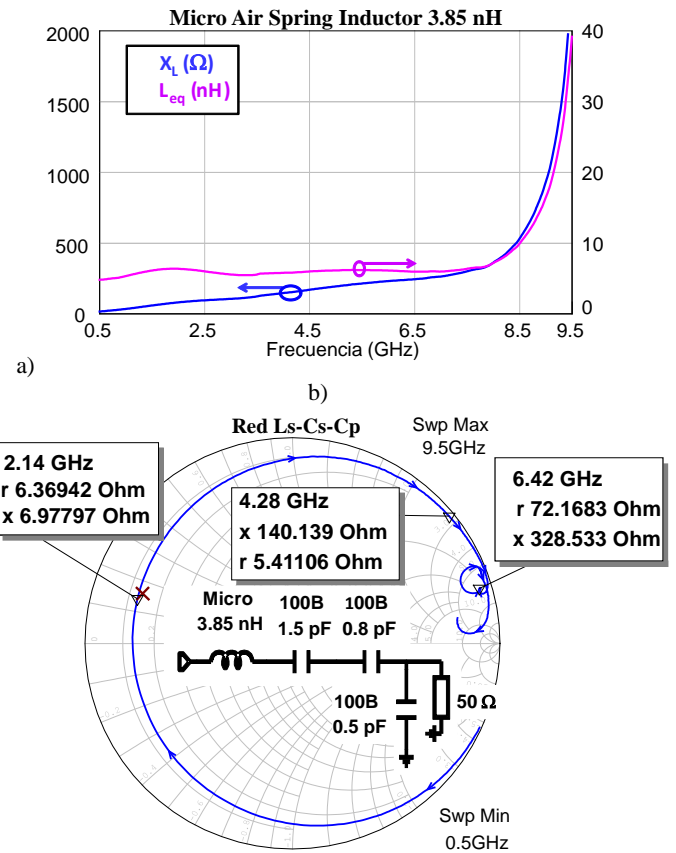 Micro Air Spring Inductor 3.85 nH
2000
1500
1000
500
0
40
30
20
10
0
X_L (Ω)
L_eq (nH)
0.5
2.5
4.5
6.5
8.5
9.5
Frecuencia (GHz)
a)
b)
Red Ls-Cs-Cp
Swp Max
9.5GHz
2.14 GHz
r 6.36942 Ohm
x 6.97797 Ohm
4.28 GHz
x 140.139 Ohm
r 5.41106 Ohm
6.42 GHz
r 72.1683 Ohm
x 328.533 Ohm
Micro
3.85 nH
100B
1.5 pF
100B
0.8 pF
100B
0.5 pF
50 Ω
Swp Min
0.5GHz